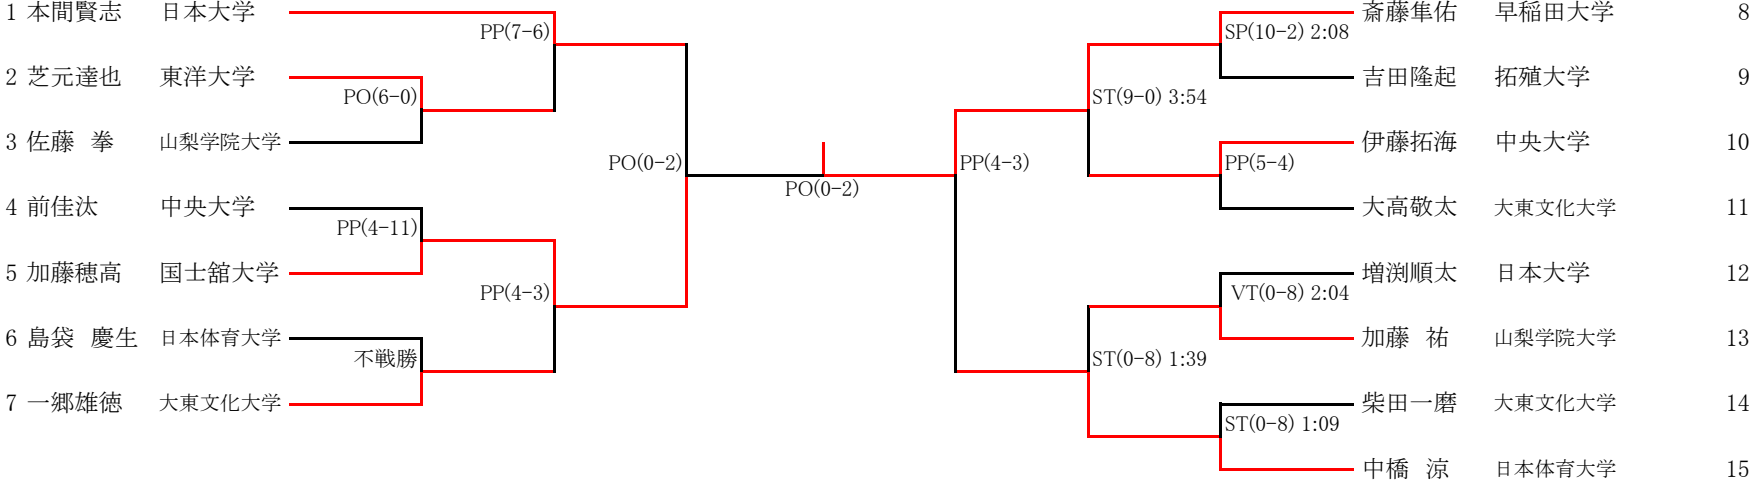 1 本間賢志 日本大学
PP(7-6)
2 芝元達也 東洋大学
PO(6-0)
3 佐藤 拳 山梨学院大学
PO(0-2)
4 前佳汰 中央大学
PP(4-11)
5 加藤穂高 国士舘大学
PP(4-3)
6 島袋 慶生 日本体育大学
不戦勝
7 一郷雄徳 大東文化大学
PO(0-2)
斎藤隼佑 早稲田大学 8
SP(10-2) 2:08
吉田隆起 拓殖大学 9
ST(9-0) 3:54
伊藤拓海 中央大学 10
PP(5-4)
PP(4-3)
大高敬太 大東文化大学 11
増渕順太 日本大学 12
VT(0-8) 2:04
加藤 祐 山梨学院大学 13
ST(0-8) 1:39
柴田一磨 大東文化大学 14
ST(0-8) 1:09
中橋 涼 日本体育大学 15